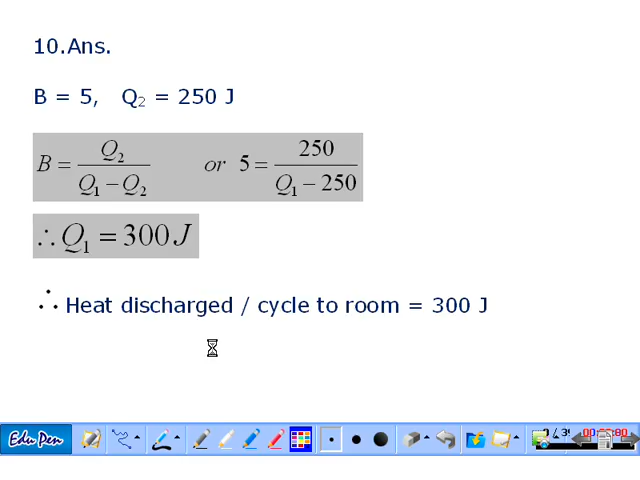 10.Ans.
B = 5, Q₂ = 250 J
B = Q₂ / (Q₁ − Q₂) or 5 = 250 / (Q₁ − 250)
∴ Q₁ = 300 J
∴ Heat discharged / cycle to room = 300 J
Edu Pen